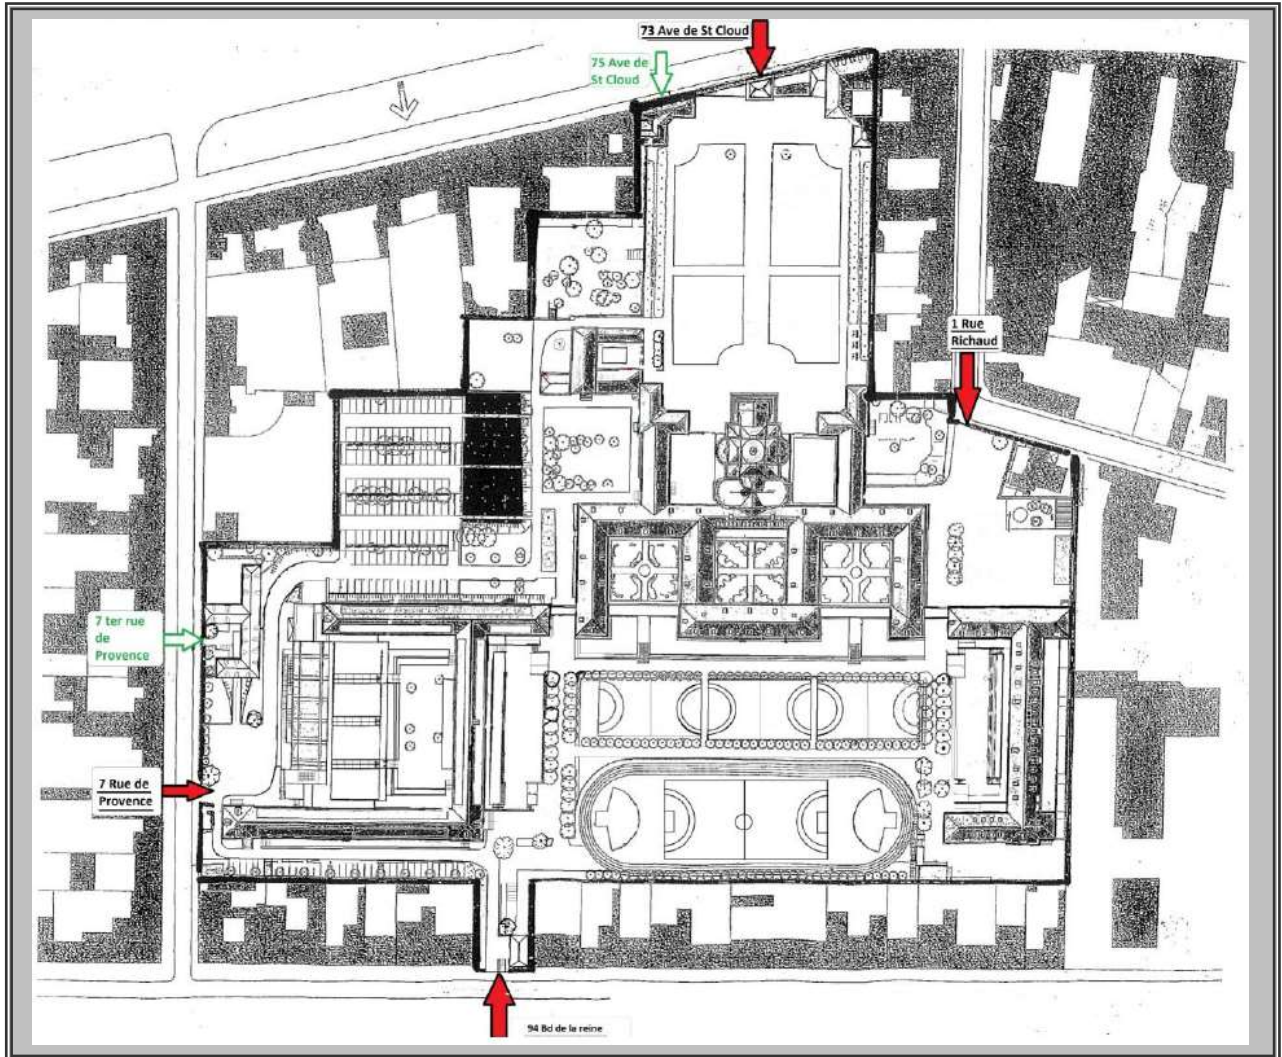 73 Ave de St Cloud
75 Ave de
St Cloud
1 Rue
Richaud
7 ter rue
de
Provence
7 Rue de
Provence
94 Bd de la reine